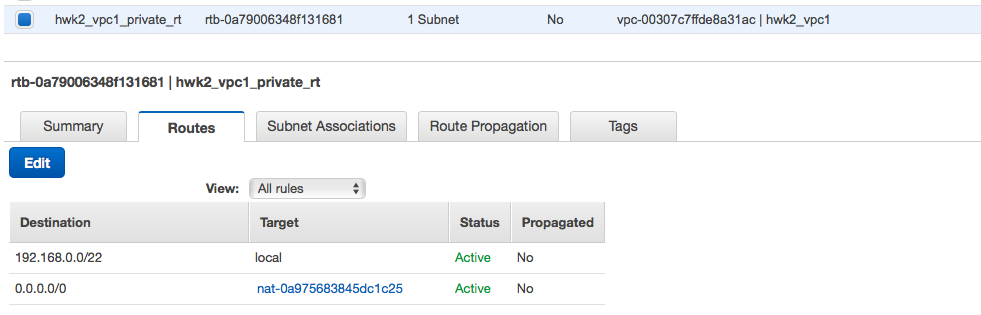 hwk2_vpc1_private_rt rtb-0a79006348f131681 1 Subnet No vpc-00307c7ffde8a31ac | hwk2_vpc1
rtb-0a79006348f131681 | hwk2_vpc1_private_rt
Summary Routes Subnet Associations Route Propagation Tags
Edit
View: All rules
Destination Target Status Propagated
192.168.0.0/22 local Active No
0.0.0.0/0 nat-0a975683845dc1c25 Active No